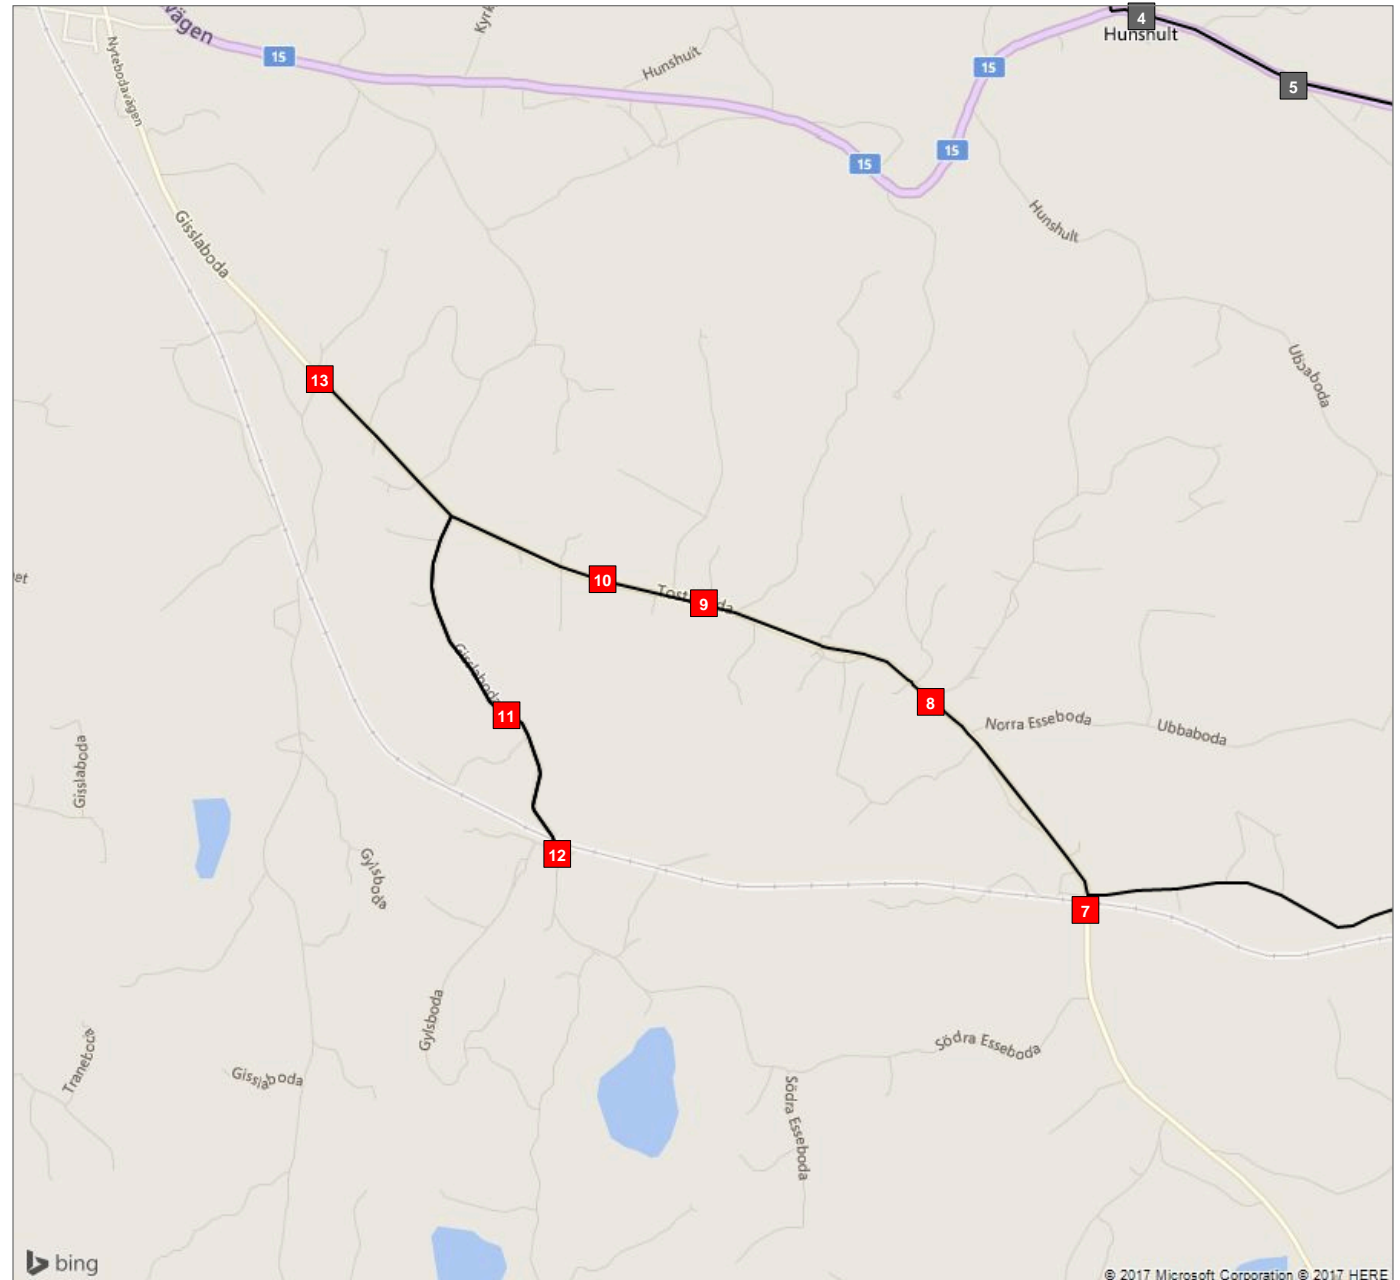 vägen
Kyrk
4
Hunshult
15
Hunshult
15
5
Nytebodavägen
15
15
Hunshult
Gisslaboda
Ubbaboda
13
10
9
Gisslaboda
11
8
Norra Esseboda
Ubbaboda
Gisslaboda
12
Gylsboda
7
Gylsboda
Södra Esseboda
Traneboda
Gisslaboda
Södra Esseboda
bing
© 2017 Microsoft Corporation © 2017 HERE